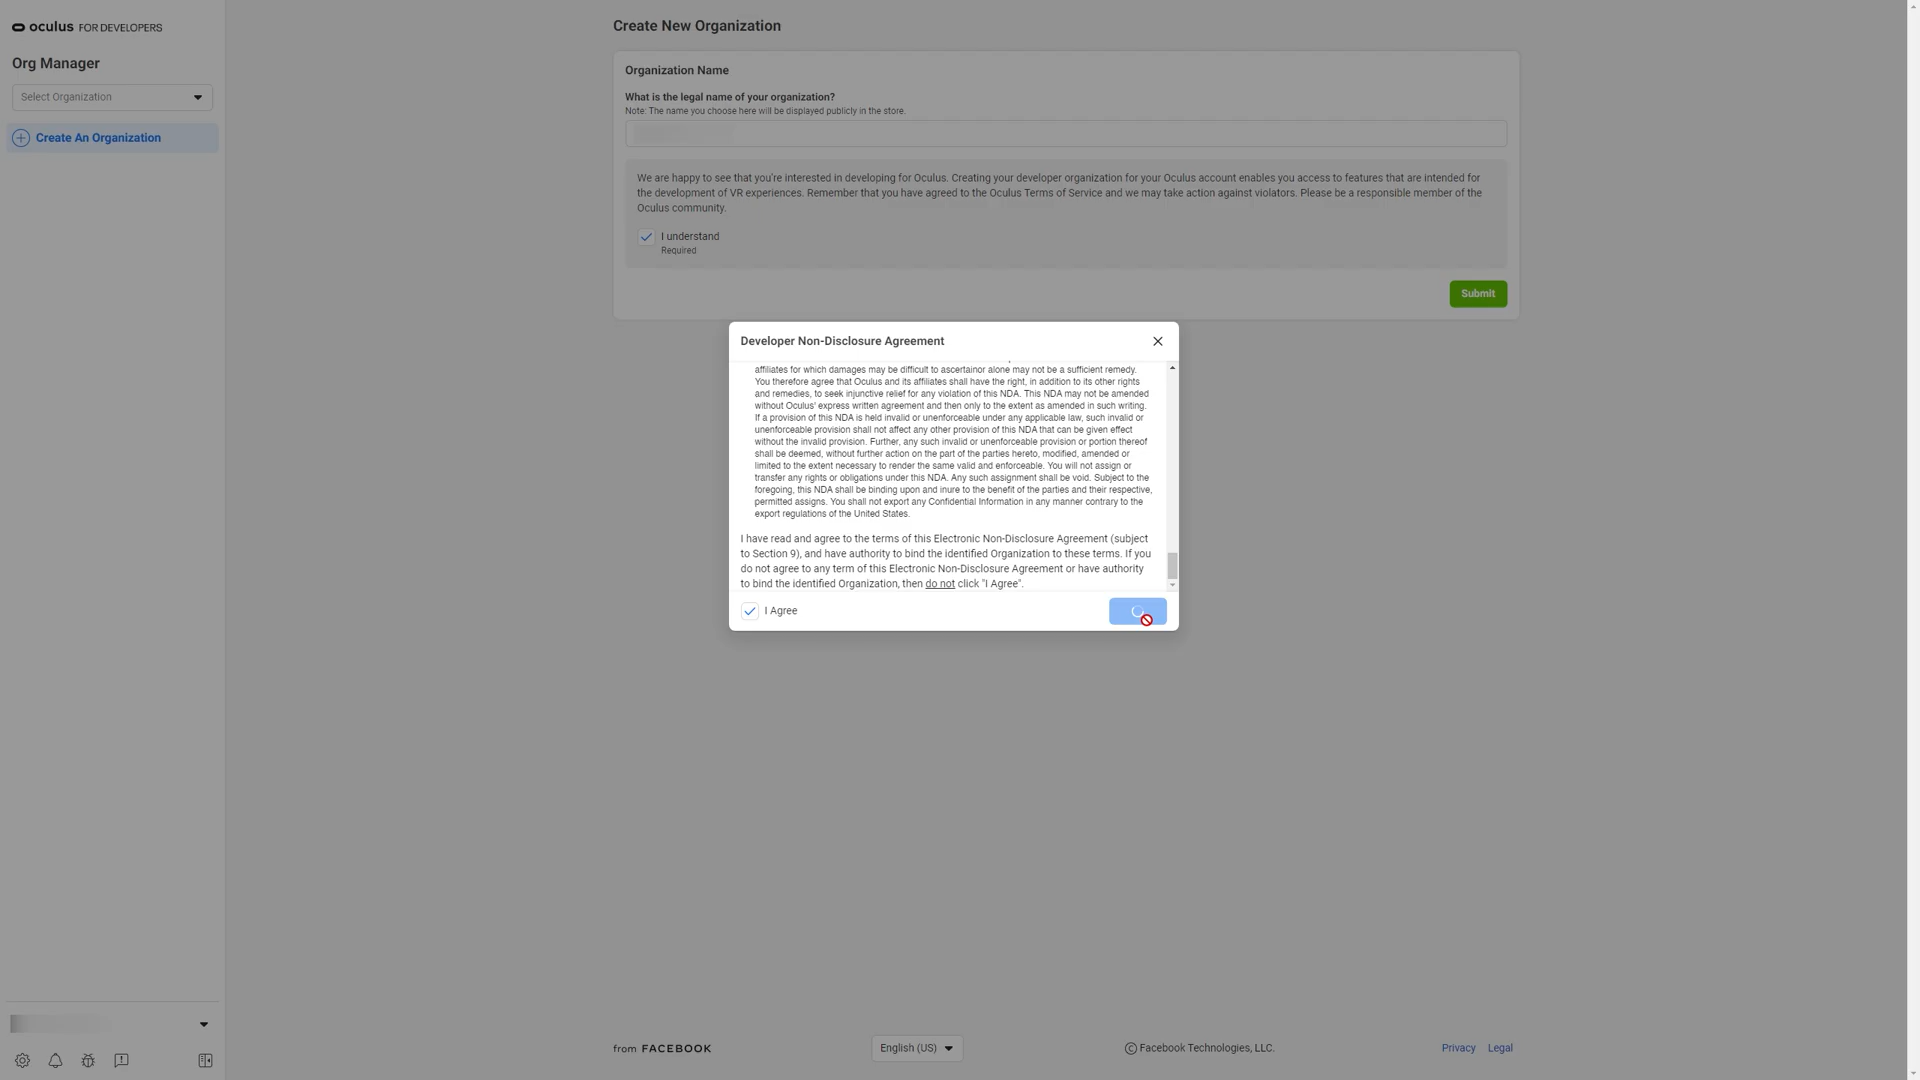 oculus FOR DEVELOPERS
Org Manager
Select Organization
Create An Organization
Create New Organization
Organization Name
What is the legal name of your organization?
Note: The name you choose here will be displayed publicly in the store.
We are happy to see that you're interested in developing for Oculus. Creating your developer organization for your Oculus account enables you access to features that are intended for
the development of VR experiences. Remember that you have agreed to the Oculus Terms of Service and we may take action against violators. Please be a responsible member of the
Oculus community.
I understand
Required
Submit
Developer Non-Disclosure Agreement
affiliates for which damages may be difficult to ascertainor alone may not be a sufficient remedy.
You therefore agree that Oculus and its affiliates shall have the right, in addition to its other rights
and remedies, to seek injunctive relief for any violation of this NDA. This NDA may not be amended
without Oculus' express written agreement and then only to the extent as amended in such writing.
If a provision of this NDA is held invalid or unenforceable under any applicable law, such invalid or
unenforceable provision shall not affect any other provision of this NDA that can be given effect
without the invalid provision. Further, any such invalid or unenforceable provision or portion thereof
shall be deemed, without further action on the part of the parties hereto, modified, amended or
limited to the extent necessary to render the same valid and enforceable. You will not assign or
transfer any rights or obligations under this NDA. Any such assignment shall be void. Subject to the
foregoing, this NDA shall be binding upon and inure to the benefit of the parties and their respective,
permitted assigns. You shall not export any Confidential Information in any manner contrary to the
export regulations of the United States.
I have read and agree to the terms of this Electronic Non-Disclosure Agreement (subject
to Section 9), and have authority to bind the identified Organization to these terms. If you
do not agree to any term of this Electronic Non-Disclosure Agreement or have authority
to bind the identified Organization, then do not click "I Agree".
I Agree
from FACEBOOK
English (US)
© Facebook Technologies, LLC.
Privacy
Legal